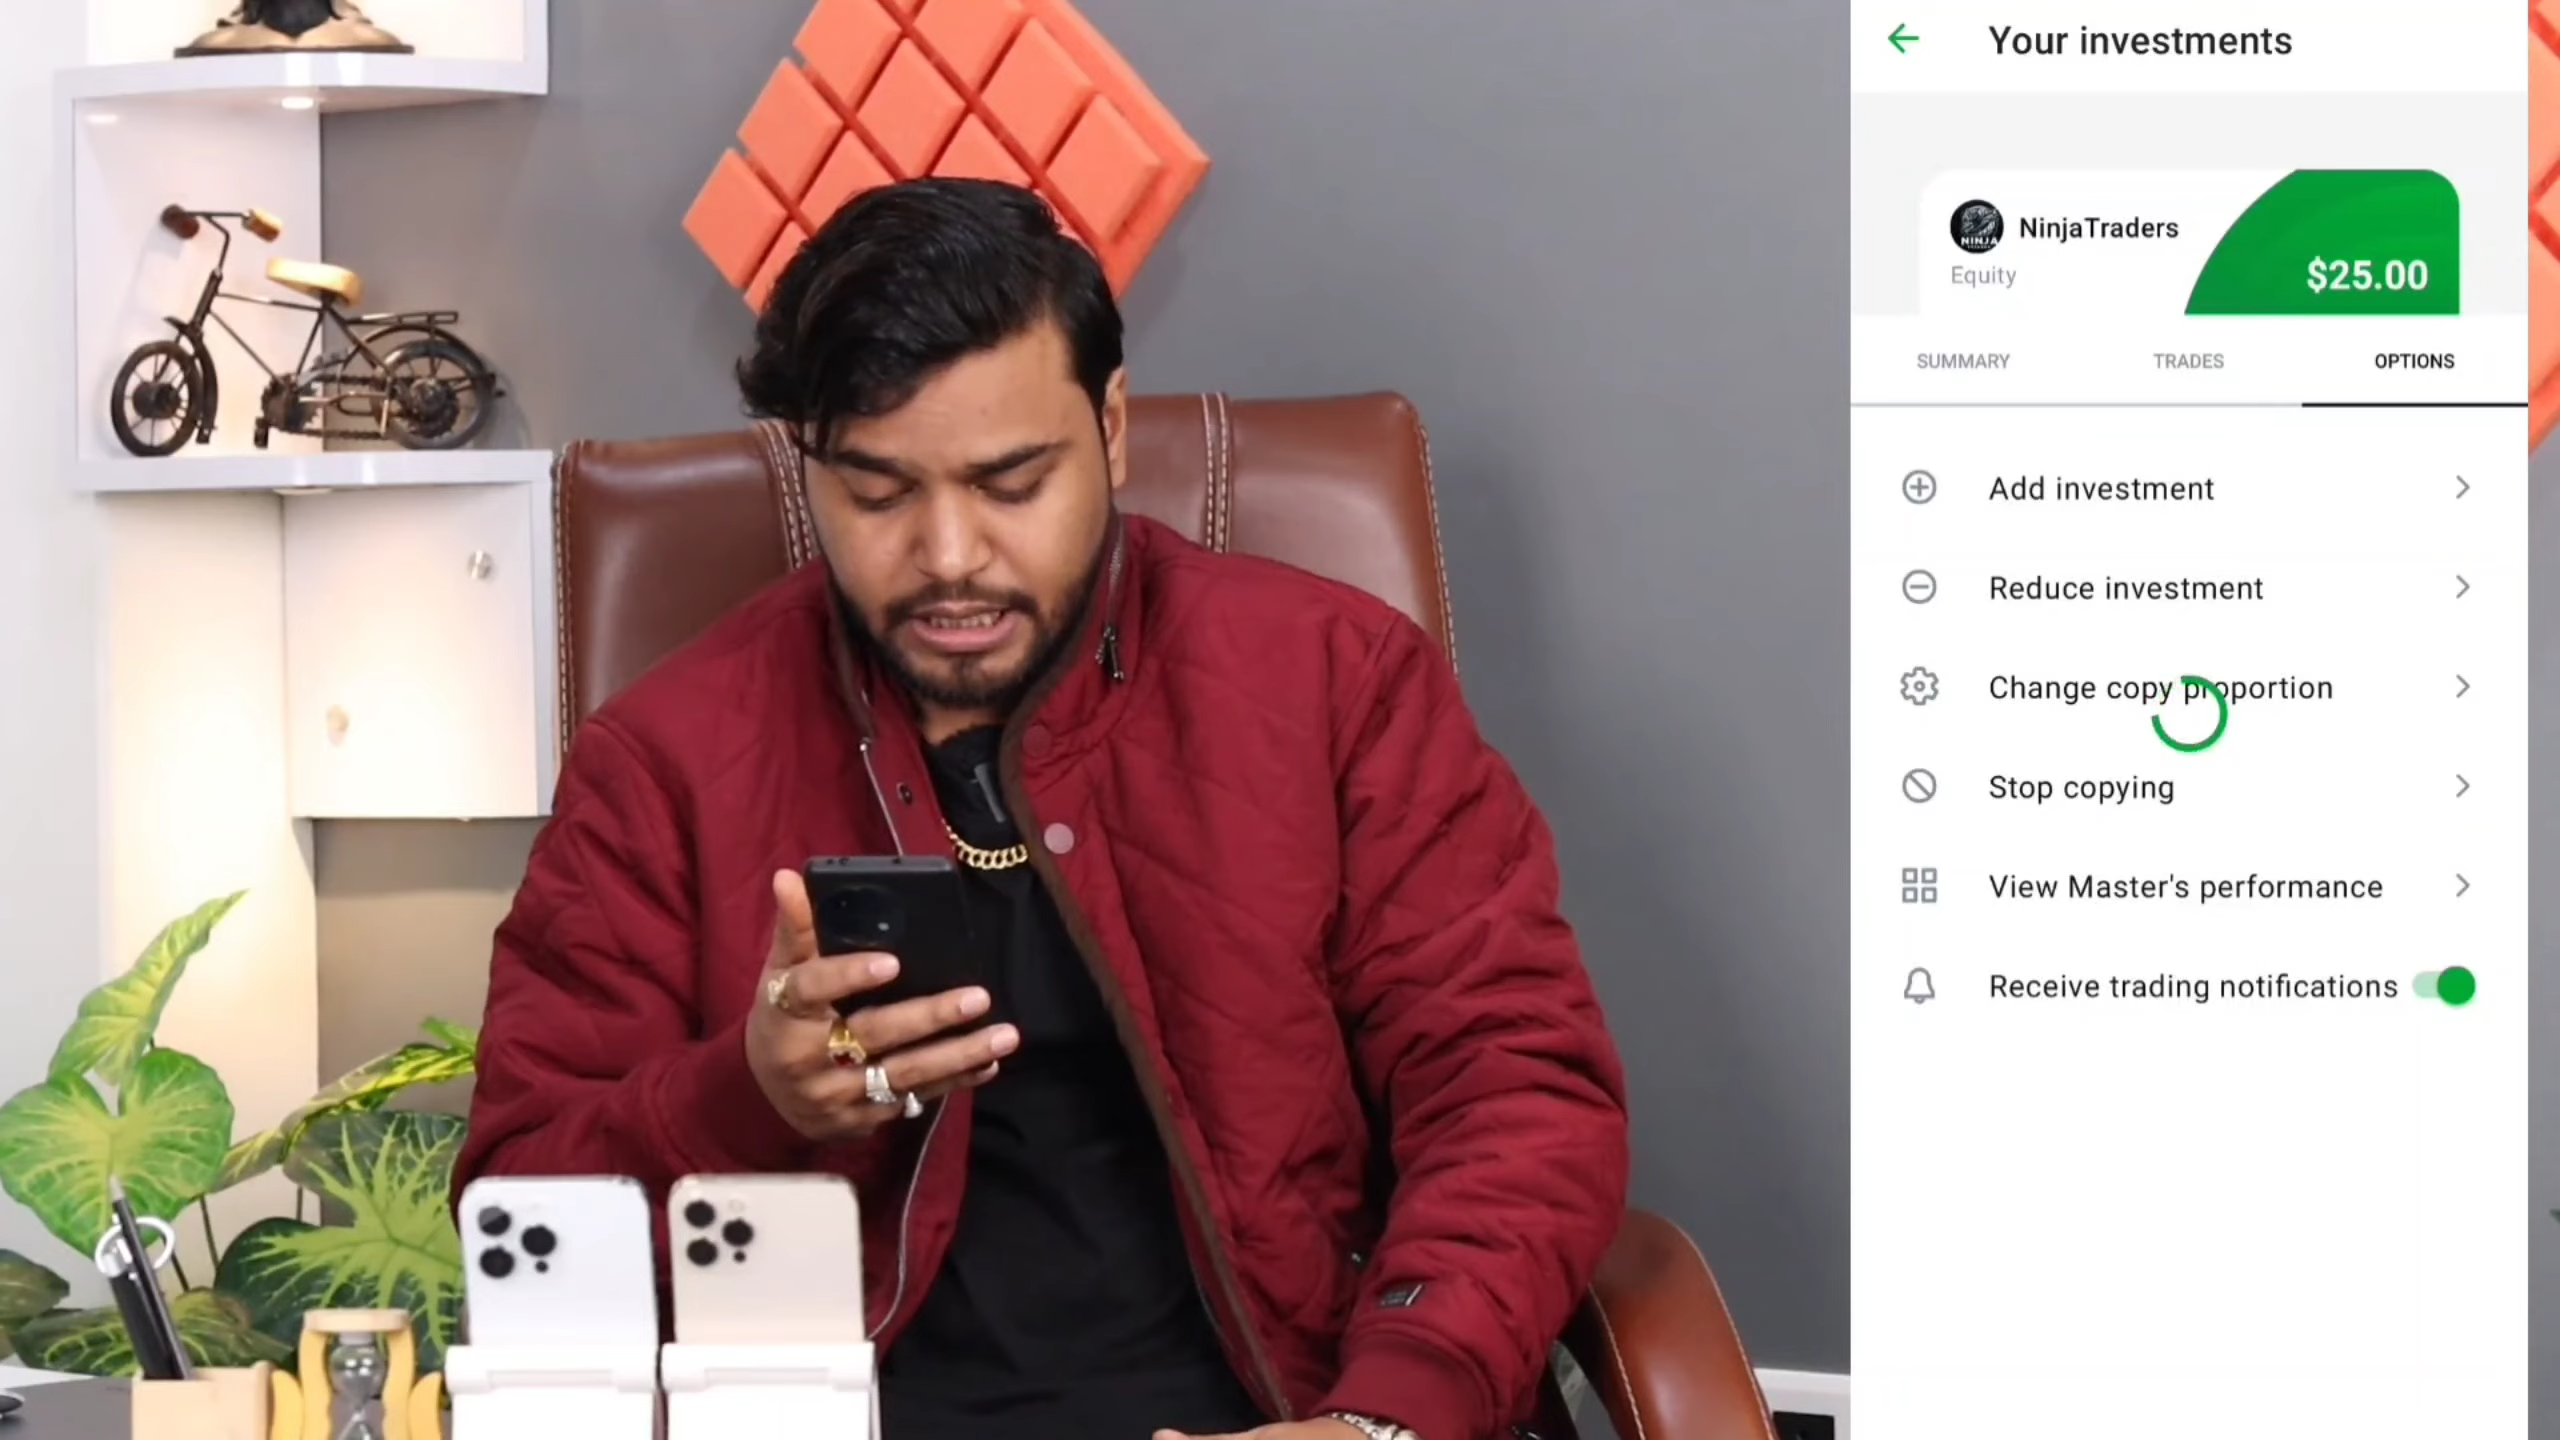 Your investments
NINJA
NinjaTraders
Equity
$25.00
SUMMARY TRADES OPTIONS
Add investment
Reduce investment
Change copy proportion
Stop copying
View Master's performance
Receive trading notifications